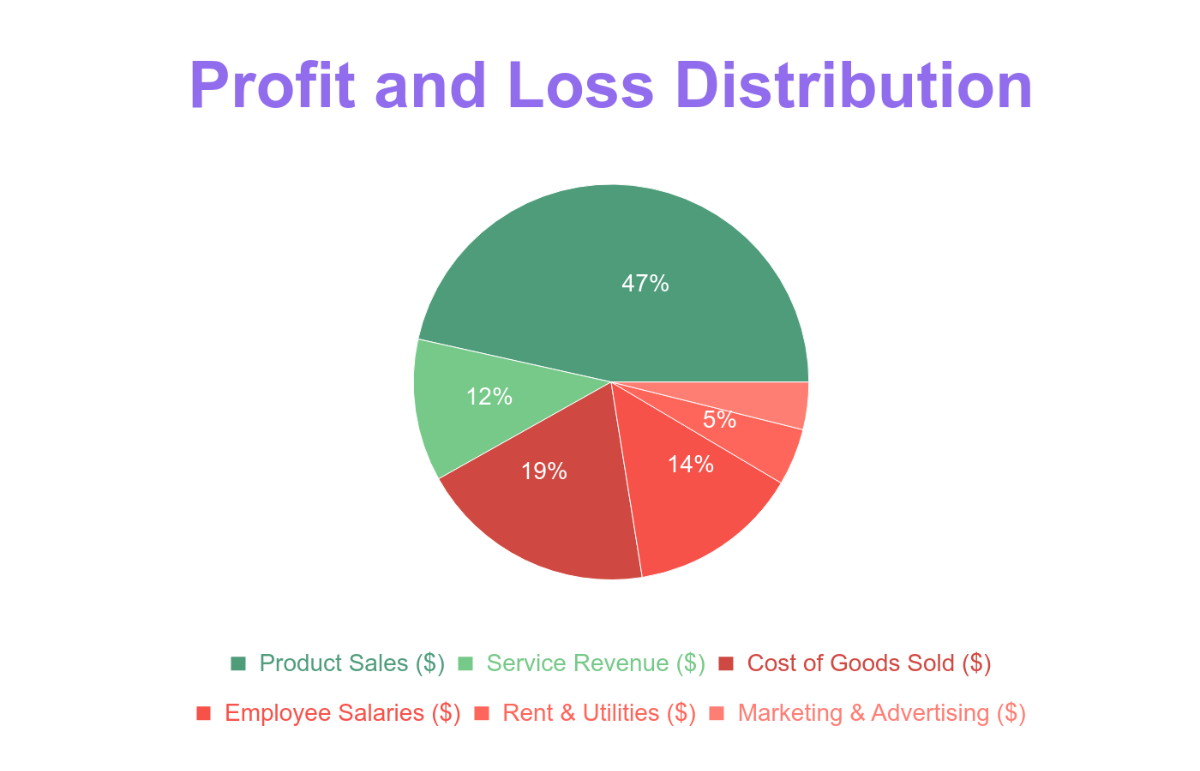 Profit and Loss Distribution
47%
12%
5%
14%
19%
Product Sales ($) Service Revenue ($) Cost of Goods Sold ($)
Employee Salaries ($) Rent & Utilities ($) Marketing & Advertising ($)